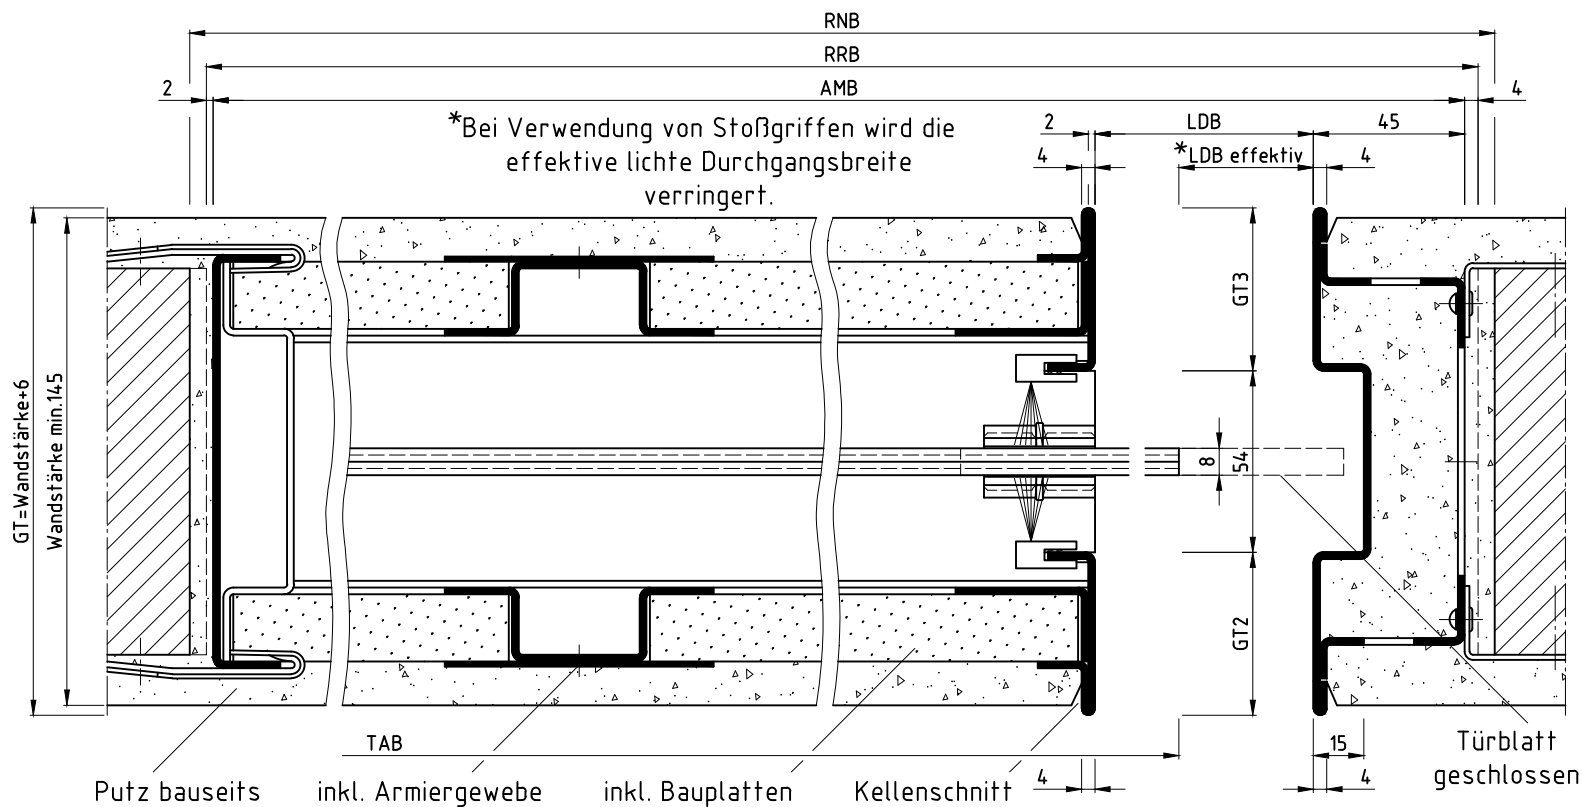 RNB
RRB
2
AMB
4
*Bei Verwendung von Stoßgriffen wird die
effektive lichte Durchgangsbreite
verringert.
2
LDB
45
4
*LDB effektiv
4
GT=Wandstärke+6
Wandstärke min.145
GT3
8
54
GT2
TAB
15
4
4
Türblatt
geschlossen
Putz bauseits
inkl. Armiergewebe
inkl. Bauplatten
Kellenschnitt